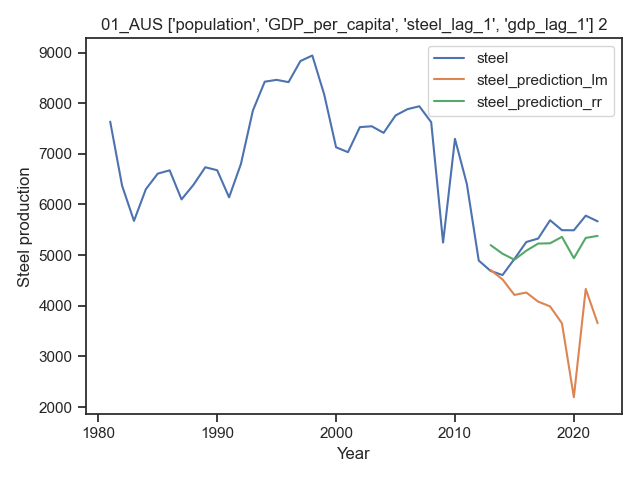 01_AUS ['population', 'GDP_per_capita', 'steel_lag_1', 'gdp_lag_1'] 2
steel
steel_prediction_lm
steel_prediction_rr
Steel production
9000
8000
7000
6000
5000
4000
3000
2000
1980
1990
2000
2010
2020
Year